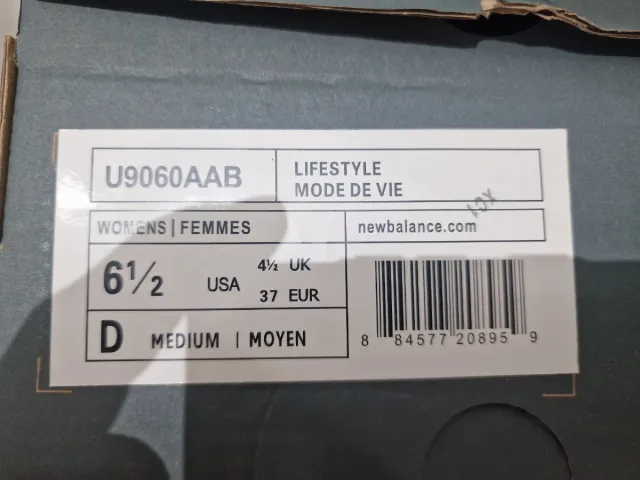 U9060AAB
LIFESTYLE
MODE DE VIE
WOMENS | FEMMES
newbalance.com
10X
6½ USA
4½ UK
37 EUR
D MEDIUM | MOYEN
8 84577 20895 9